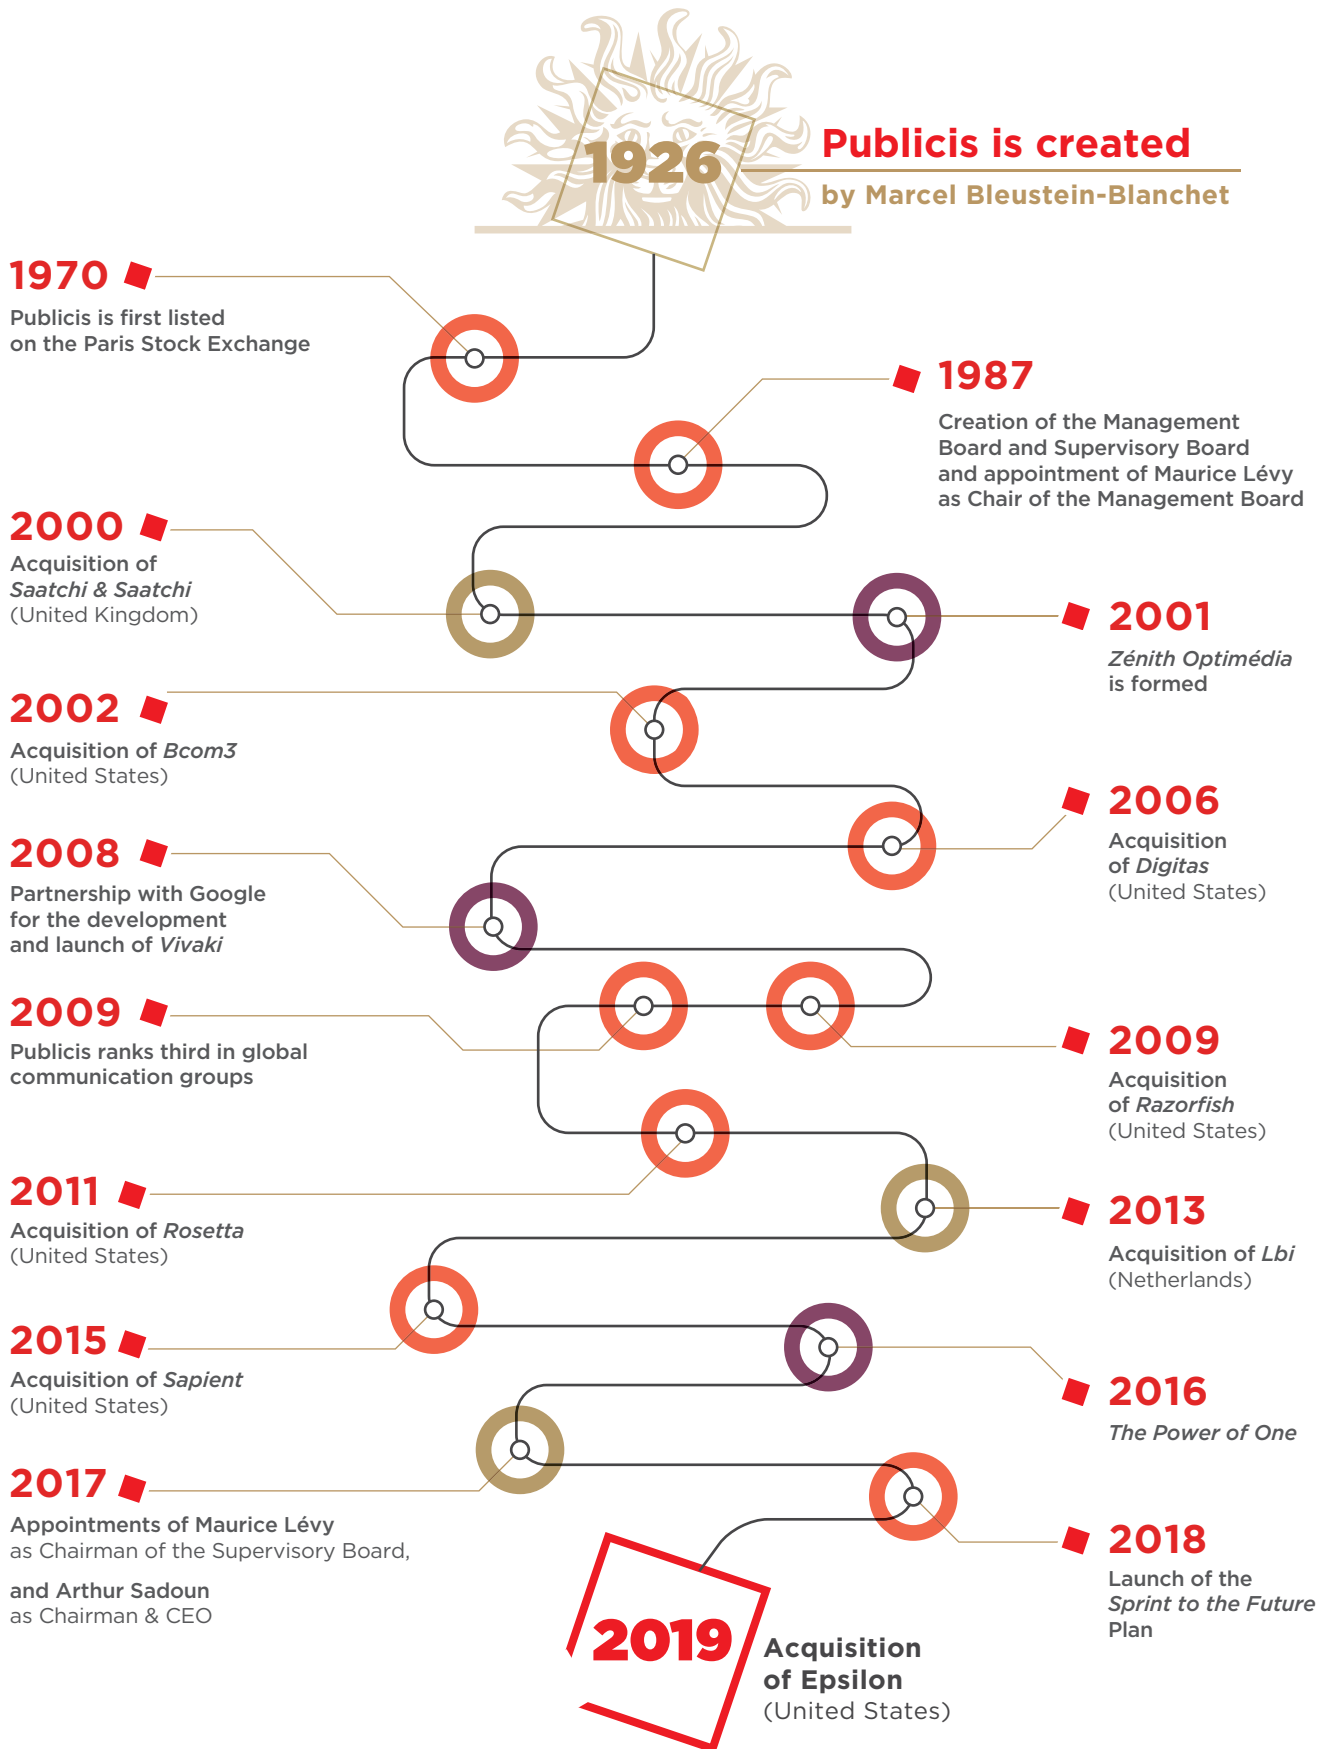 1926
Publicis is created
by Marcel Bleustein-Blanchet
1970
Publicis is first listed
on the Paris Stock Exchange
1987
Creation of the Management
Board and Supervisory Board
and appointment of Maurice Lévy
as Chair of the Management Board
2000
Acquisition of
Saatchi & Saatchi
(United Kingdom)
2001
Zénith Optimédia
is formed
2002
Acquisition of Bcom3
(United States)
2006
Acquisition
of Digitas
(United States)
2008
Partnership with Google
for the development
and launch of Vivaki
2009
Publicis ranks third in global
communication groups
2009
Acquisition
of Razorfish
(United States)
2011
Acquisition of Rosetta
(United States)
2013
Acquisition of Lbi
(Netherlands)
2015
Acquisition of Sapient
(United States)
2016
The Power of One
2017
Appointments of Maurice Lévy
as Chairman of the Supervisory Board,
and Arthur Sadoun
as Chairman & CEO
2018
Launch of the
Sprint to the Future
Plan
2019
Acquisition
of Epsilon
(United States)